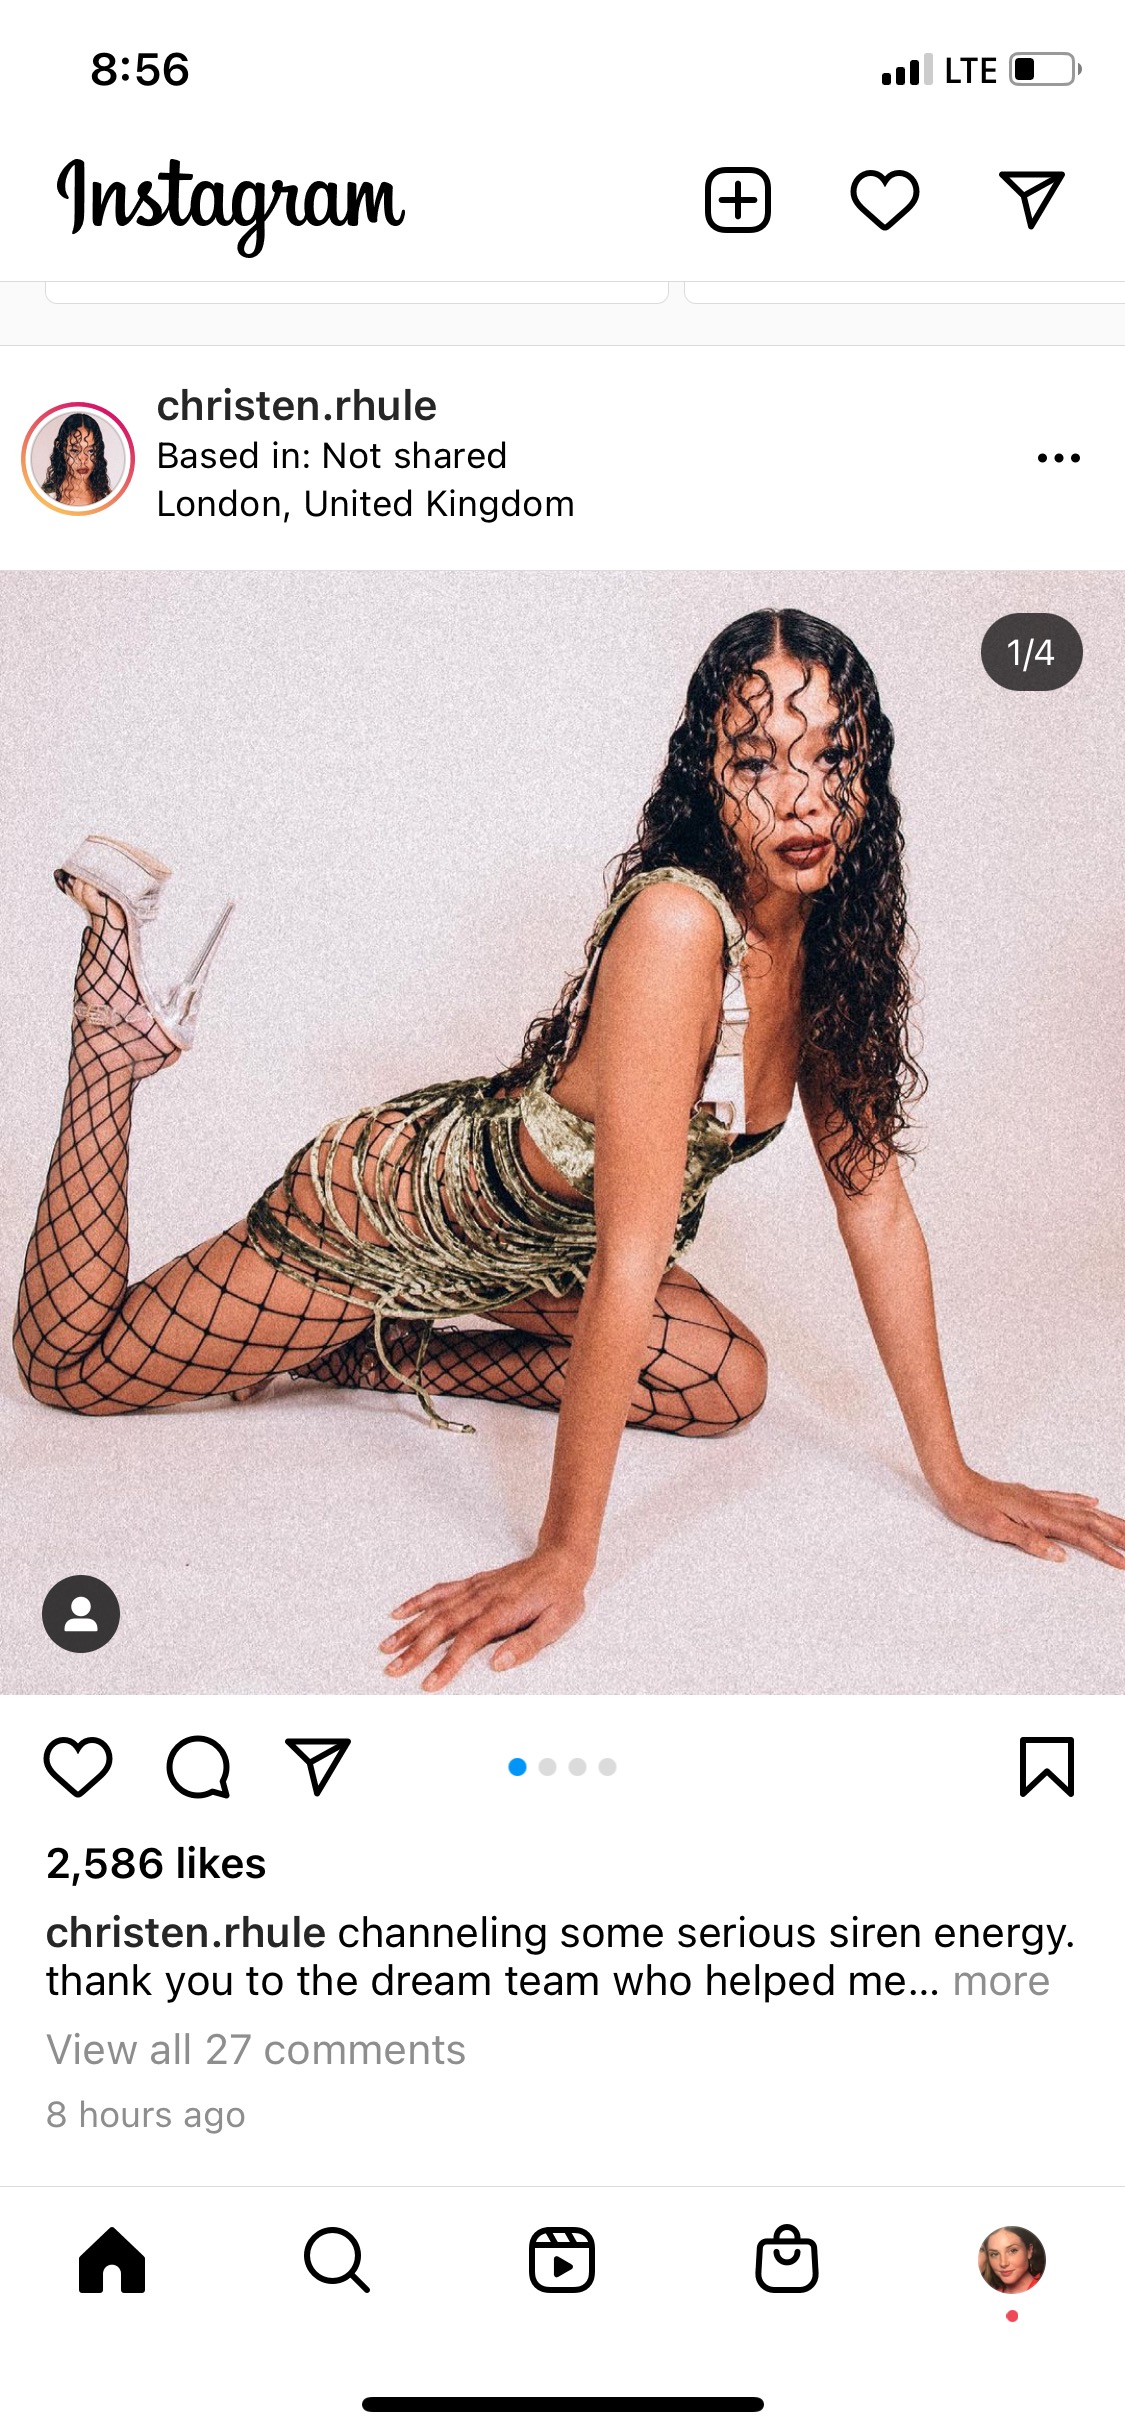 8:56
LTE
Instagram
christen.rhule
Based in: Not shared
London, United Kingdom
1/4
2,586 likes
christen.rhule channeling some serious siren energy.
thank you to the dream team who helped me... more
View all 27 comments
8 hours ago